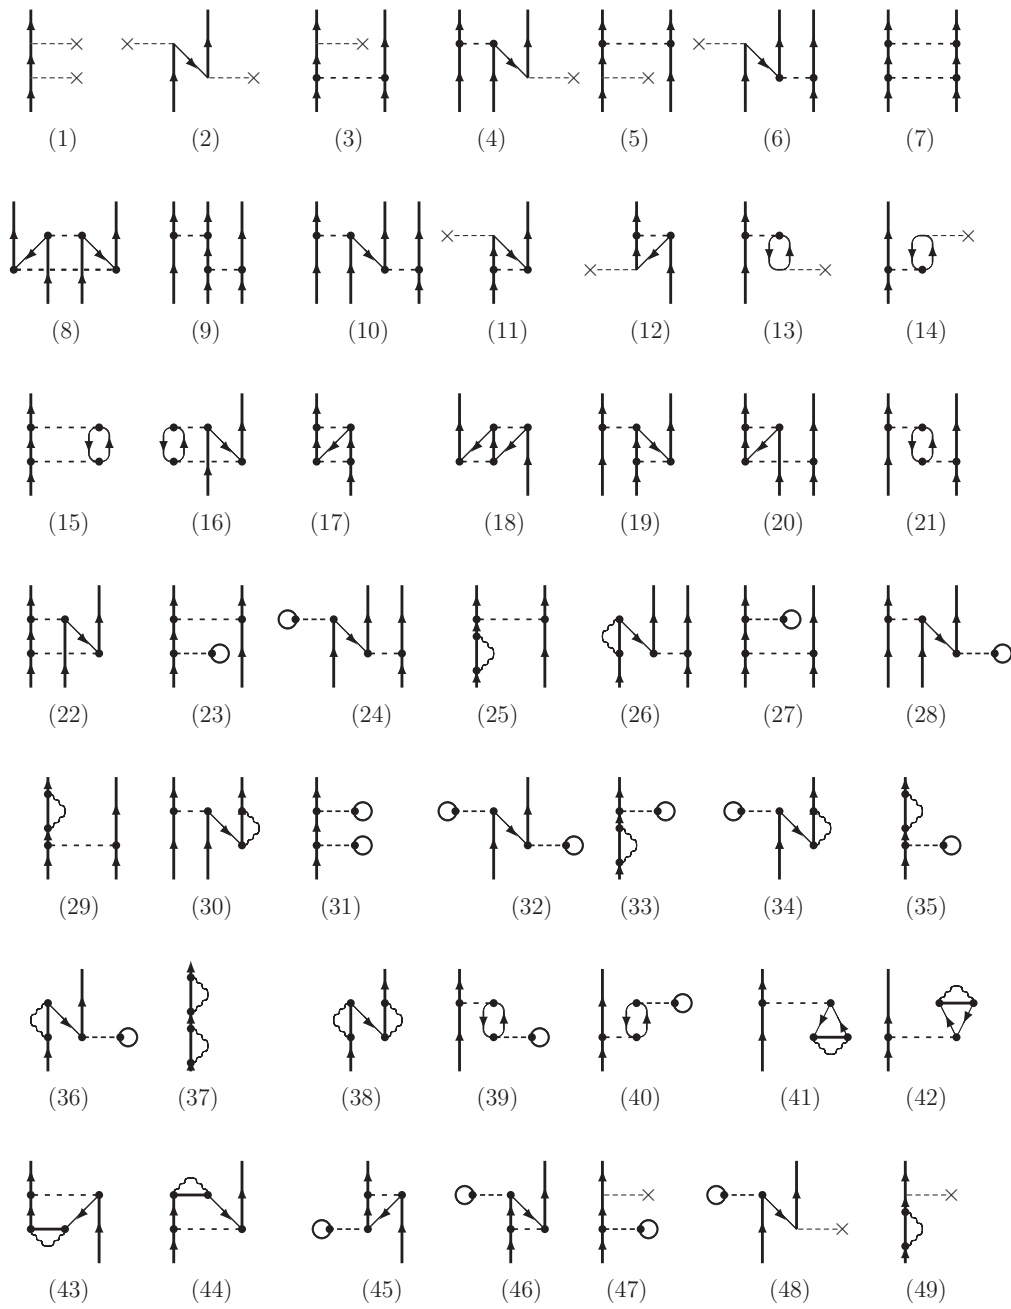 (1) (2) (3) (4) (5) (6) (7)
(8) (9) (10) (11) (12) (13) (14)
(15) (16) (17) (18) (19) (20) (21)
(22) (23) (24) (25) (26) (27) (28)
(29) (30) (31) (32) (33) (34) (35)
(36) (37) (38) (39) (40) (41) (42)
(43) (44) (45) (46) (47) (48) (49)